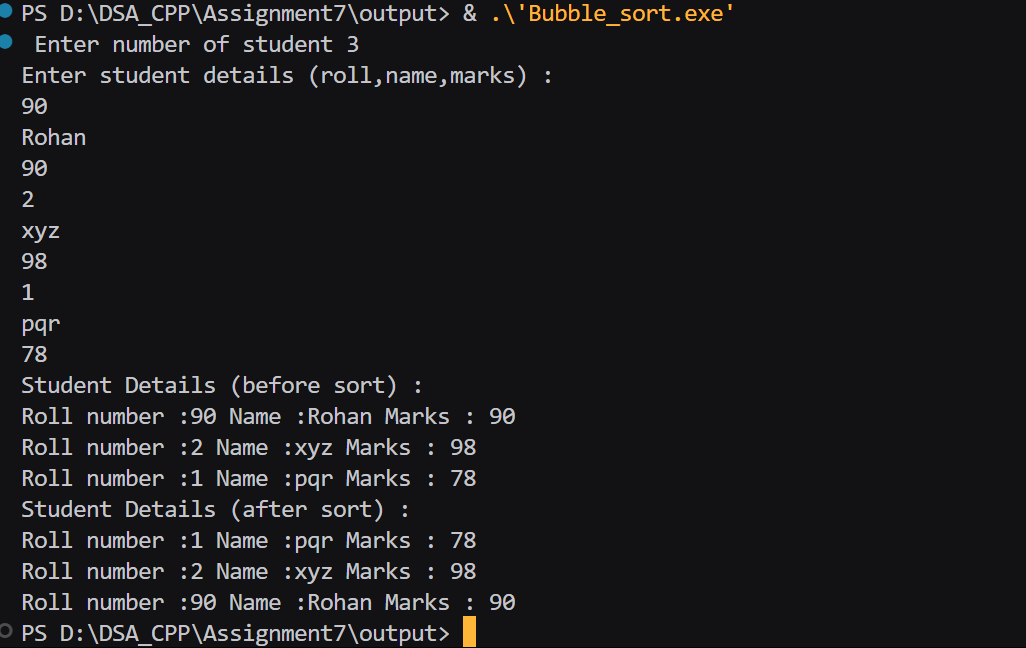 PS D:\DSA_CPP\Assignment7\output> & .\'Bubble_sort.exe'
Enter number of student 3
Enter student details (roll,name,marks) :
90
Rohan
90
2
xyz
98
1
pqr
78
Student Details (before sort) :
Roll number :90 Name :Rohan Marks : 90
Roll number :2 Name :xyz Marks : 98
Roll number :1 Name :pqr Marks : 78
Student Details (after sort) :
Roll number :1 Name :pqr Marks : 78
Roll number :2 Name :xyz Marks : 98
Roll number :90 Name :Rohan Marks : 90
PS D:\DSA_CPP\Assignment7\output>